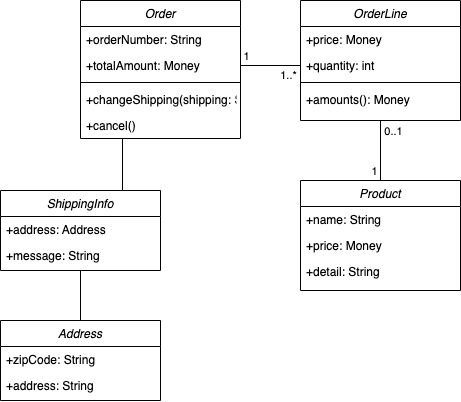 Order
+orderNumber: String
+totalAmount: Money
+changeShipping(shipping:
+cancel()
1
1..*
OrderLine
+price: Money
+quantity: int
+amounts(): Money
0..1
1
Product
+name: String
+price: Money
+detail: String
ShippingInfo
+address: Address
+message: String
Address
+zipCode: String
+address: String